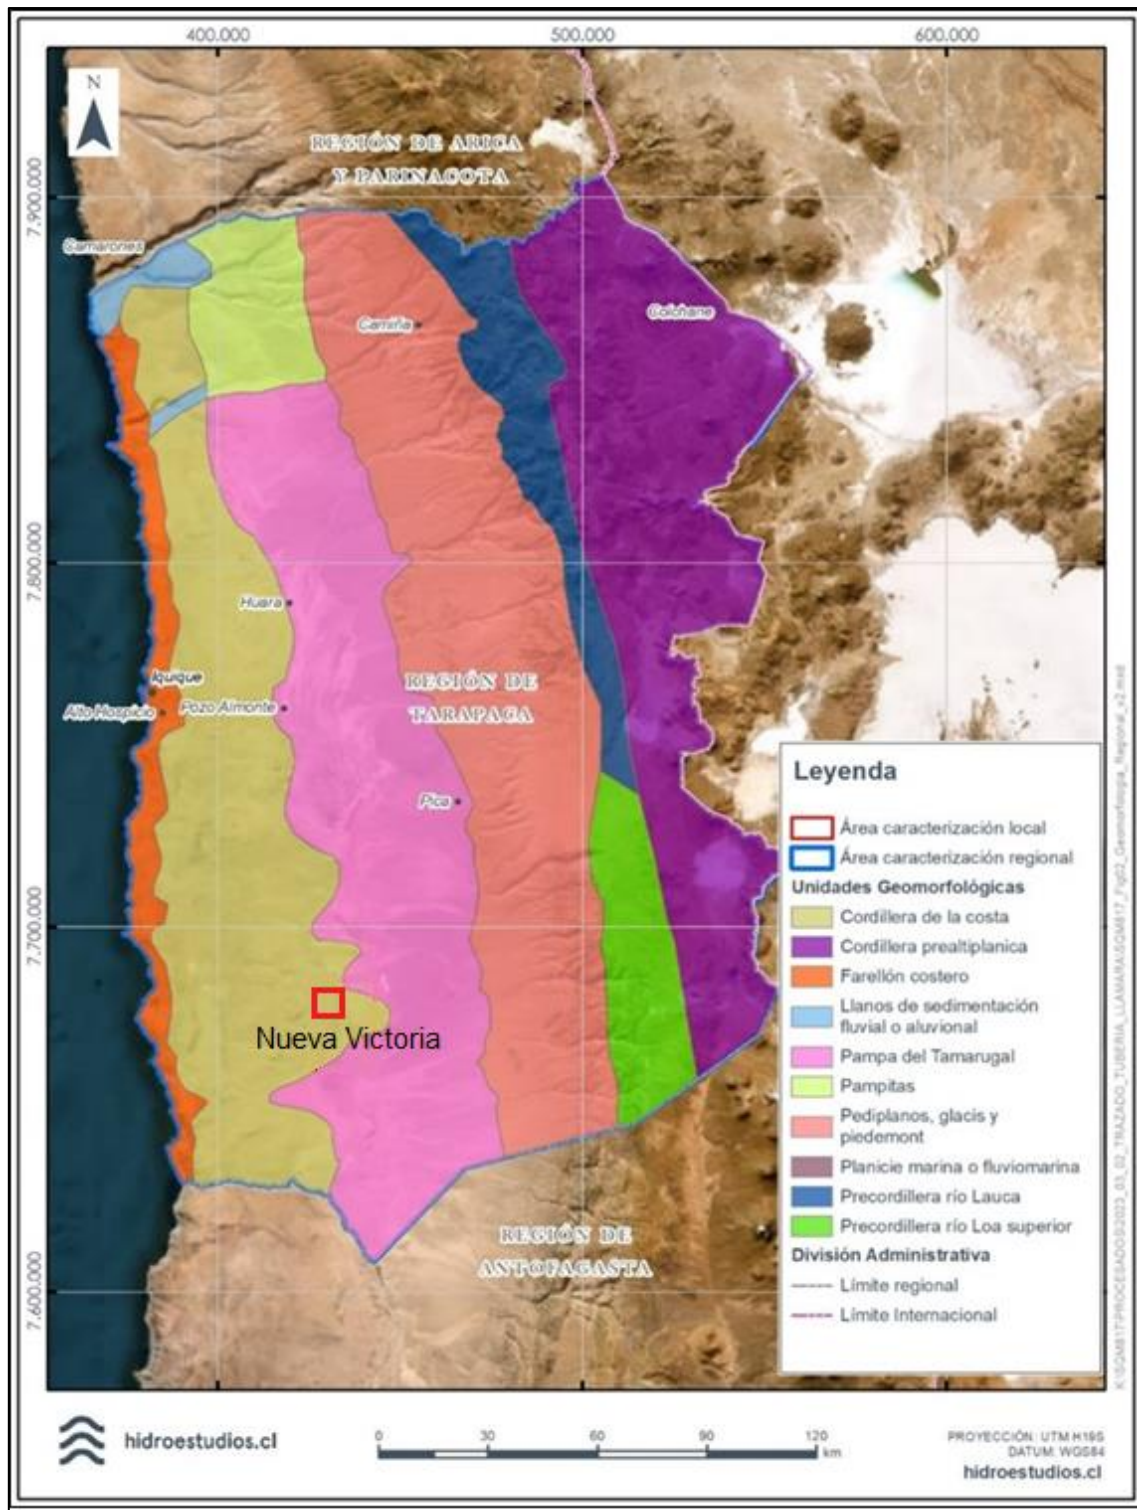 400.000
500.000
600.000
N
REGIÓN DE ARICA
Y PARINACOTA
7.900.000
Camarones
Camiña
Colchane
7.800.000
Huara
Iquique
Alto Hospicio
Pozo Almonte
REGIÓN DE
TARAPACA
Pica
7.700.000
Nueva Victoria
REGIÓN DE
ANTOFAGASTA
7.600.000
Leyenda
Área caracterización local
Área caracterización regional
Unidades Geomorfológicas
Cordillera de la costa
Cordillera prealtiplanica
Farellón costero
Llanos de sedimentación
fluvial o aluvional
Pampa del Tamarugal
Pampitas
Pediplanos, glacis y
piedemont
Planicie marina o fluviomarina
Precordillera río Lauca
Precordillera río Loa superior
División Administrativa
Límite regional
Límite Internacional
K:\SQM817\PROCESADOS\2023_03_02_TRAZADO_TUBERIA_LLAMARA\SQM817_Fig02_Geomorfologia_Regional_v2.mxd
hidroestudios.cl
0 30 60 90 120
km
PROYECCIÓN: UTM H19S
DATUM: WGS84
hidroestudios.cl